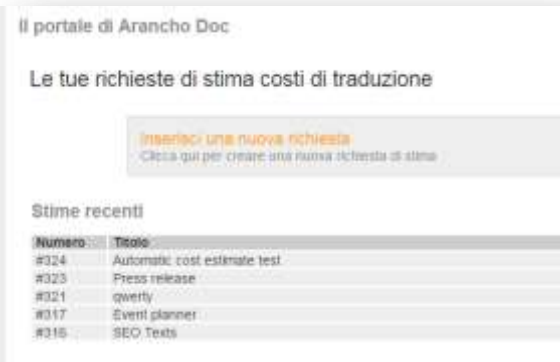 Il portale di Arancho Doc
Le tue richieste di stima costi di traduzione
Inserisci una nuova richiesta
Clicca qui per creare una nuova richiesta di stima
Stime recenti
Numero Titolo
#324 Automatic cost estimate test
#323 Press release
#321 qwerty
#317 Event planner
#316 SEO Texts